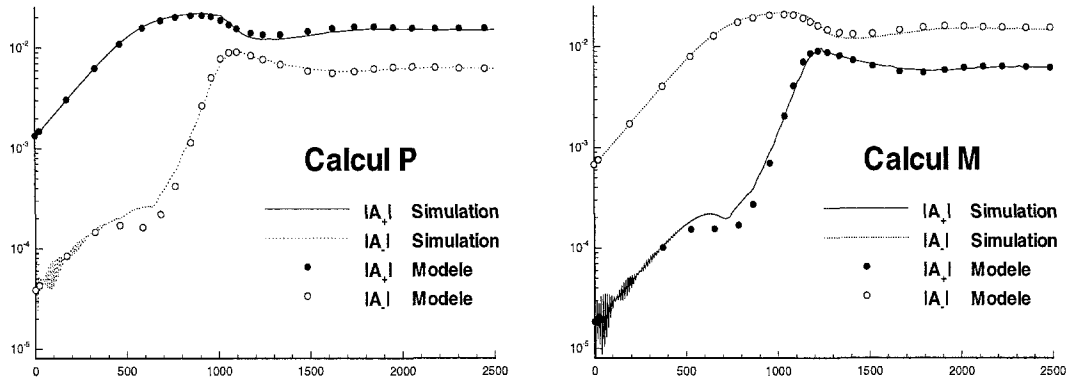 10⁻²
10⁻³
10⁻⁴
10⁻⁵
0 500 1000 1500 2000 2500
Calcul P
|A₊| Simulation
|A₋| Simulation
|A₊| Modele
|A₋| Modele
10⁻²
10⁻³
10⁻⁴
10⁻⁵
0 500 1000 1500 2000 2500
Calcul M
|A₊| Simulation
|A₋| Simulation
|A₊| Modele
|A₋| Modele